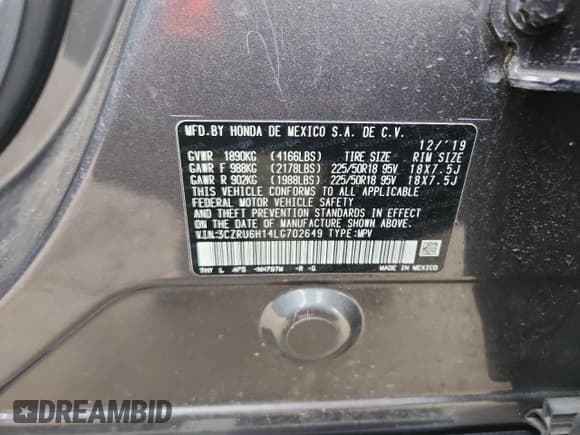 MFD.BY HONDA DE MEXICO S.A. DE C.V.
12/'19
GVWR 1890KG (4166LBS) TIRE SIZE RIM SIZE
GAWR F 988KG (2178LBS) 225/50R18 95V 18X7.5J
GAWR R 902KG (1988LBS) 225/50R18 95V 18X7.5J
THIS VEHICLE CONFORMS TO ALL APPLICABLE
FEDERAL MOTOR VEHICLE SAFETY
BUMPER, AND THEFT PREVENTION STANDARDS
IN EFFECT ON THE DATE OF
MANUFACTURE SHOWN ABOVE.
V.I.N:3CZRU6H14LG702649 TYPE:MPV
MADE IN MEXICO
DREAMBID